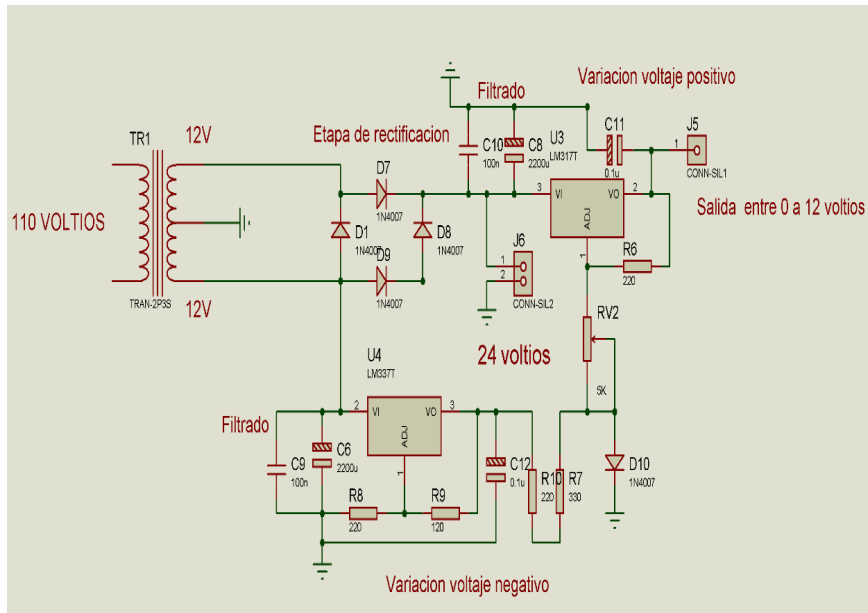 Variacion voltaje positivo
Filtrado
U3
LM317T
C11
0.1u
J5
1
CONN-SIL1
TR1
12V
Etapa de rectificacion
C10
100n
C8
2200u
D7
1N4007
3
VI
VO
2
ADJ
1
Salida entre 0 a 12 voltios
110 VOLTIOS
D1
1N4007
D8
1N4007
D9
1N4007
J6
1
2
CONN-SIL2
R6
220
TRAN-2P3S
12V
RV2
5K
24 voltios
U4
LM337T
2
VI
VO
3
ADJ
1
Filtrado
C9
100n
C6
2200u
C12
0.1u
R10
220
R7
330
D10
1N4007
R8
220
R9
120
Variacion voltaje negativo